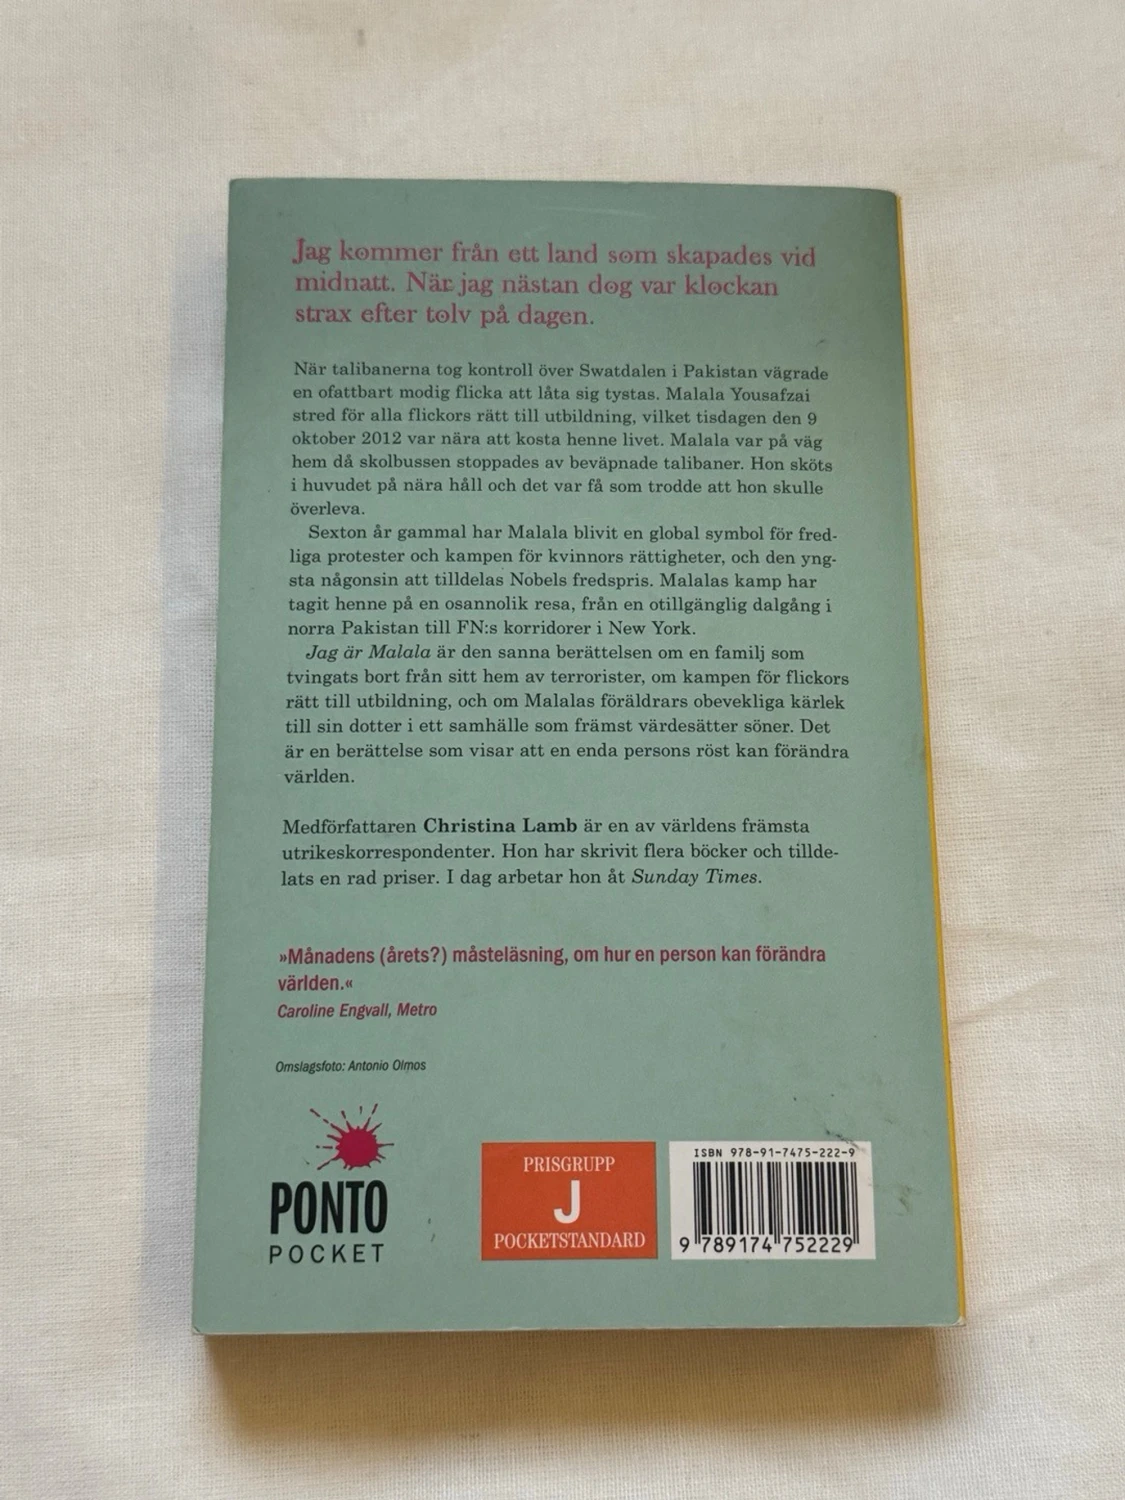 Jag kommer från ett land som skapades vid
midnatt. När jag nästan dog var klockan
strax efter tolv på dagen.
När talibanerna tog kontroll över Swatdalen i Pakistan vägrade
en ofattbart modig flicka att låta sig tystas. Malala Yousafzai
stred för alla flickors rätt till utbildning, vilket tisdagen den 9
oktober 2012 var nära att kosta henne livet. Malala var på väg
hem då skolbussen stoppades av beväpnade talibaner. Hon sköts
i huvudet på nära håll och det var få som trodde att hon skulle
överleva.
Sexton år gammal har Malala blivit en global symbol för fred-
liga protester och kampen för kvinnors rättigheter, och den yng-
sta någonsin att tilldelas Nobels fredspris. Malalas kamp har
tagit henne på en osannolik resa, från en otillgänglig dalgång i
norra Pakistan till FN:s korridorer i New York.
Jag är Malala är den sanna berättelsen om en familj som
tvingats bort från sitt hem av terrorister, om kampen för flickors
rätt till utbildning, och om Malalas föräldrars obevekliga kärlek
till sin dotter i ett samhälle som främst värdesätter söner. Det
är en berättelse som visar att en enda persons röst kan förändra
världen.
Medförfattaren Christina Lamb är en av världens främsta
utrikeskorrespondenter. Hon har skrivit flera böcker och tillde-
lats en rad priser. I dag arbetar hon åt Sunday Times.
»Månadens (årets?) måsteläsning, om hur en person kan förändra
världen.«
Caroline Engvall, Metro
Omslagsfoto: Antonio Olmos
PONTO
POCKET
PRISGRUPP
J
POCKETSTANDARD
ISBN 978-91-7475-222-9
9 789174 752229